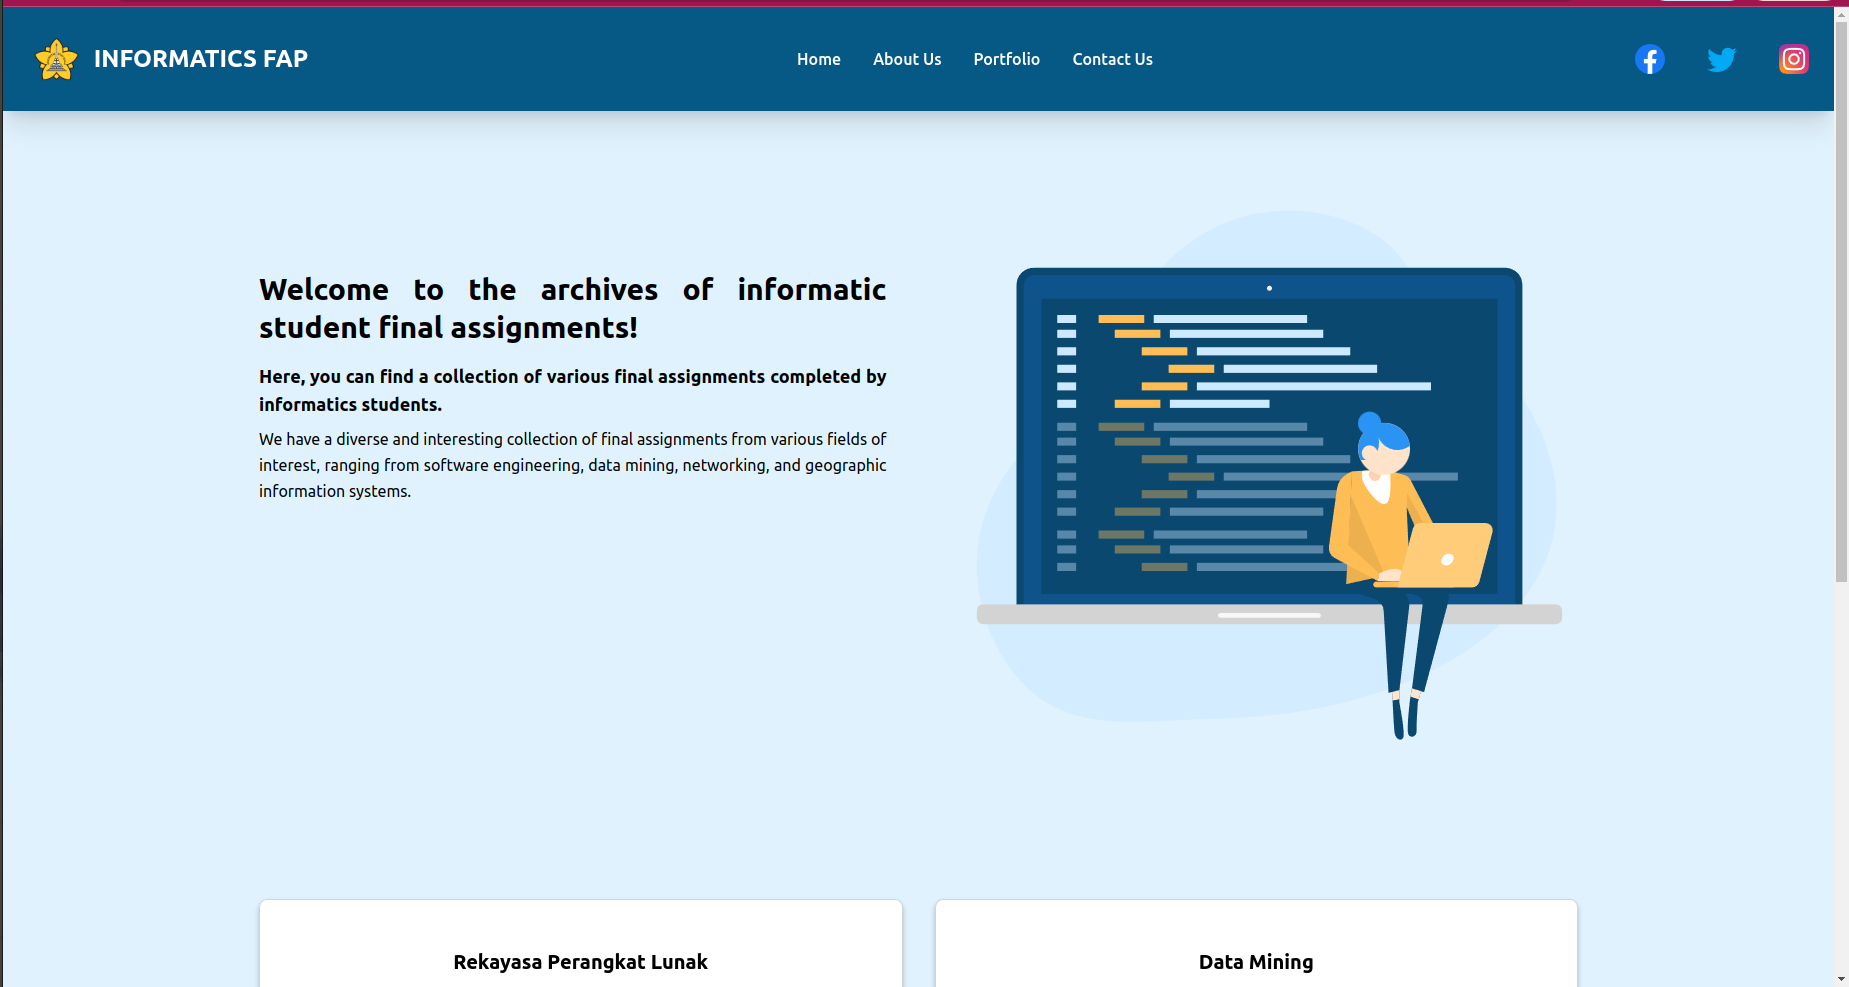 INFORMATICS FAP
Home
About Us
Portfolio
Contact Us
Welcome to the archives of informatic
student final assignments!
Here, you can find a collection of various final assignments completed by
informatics students.
We have a diverse and interesting collection of final assignments from various fields of
interest, ranging from software engineering, data mining, networking, and geographic
information systems.
Rekayasa Perangkat Lunak
Data Mining